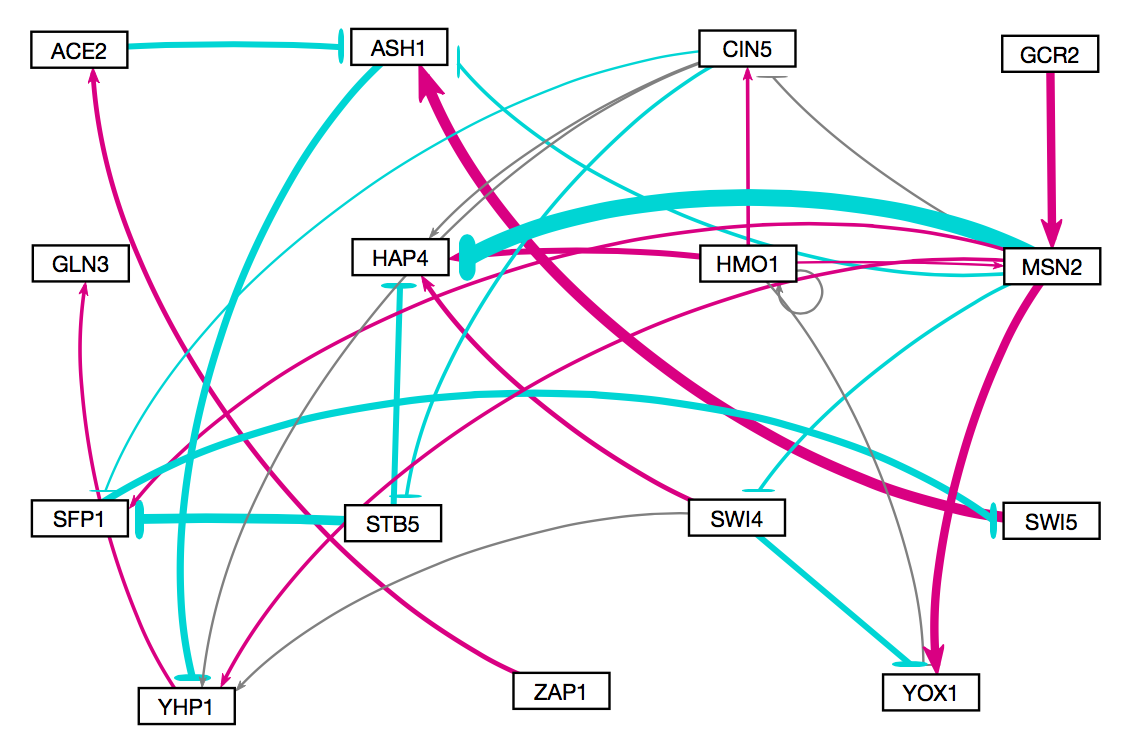 ACE2
ASH1
CIN5
GCR2
GLN3
HAP4
HMO1
MSN2
SFP1
STB5
SWI4
SWI5
YHP1
ZAP1
YOX1